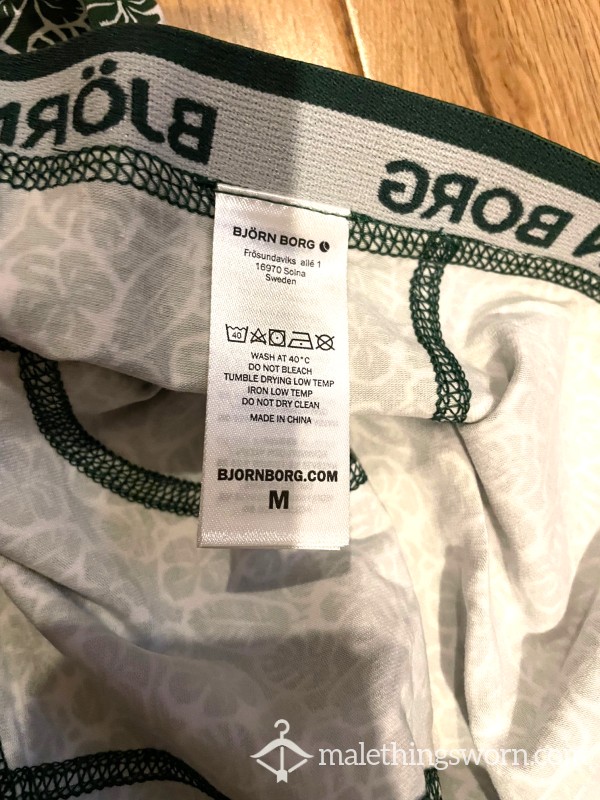 BJÖRN
N BORG
BJÖRN BORG
Frösundaviks allé 1
16970 Solna
Sweden
40
WASH AT 40°C
DO NOT BLEACH
TUMBLE DRYING LOW TEMP
IRON LOW TEMP
DO NOT DRY CLEAN
MADE IN CHINA
BJORNBORG.COM
M
malethingsworn.com